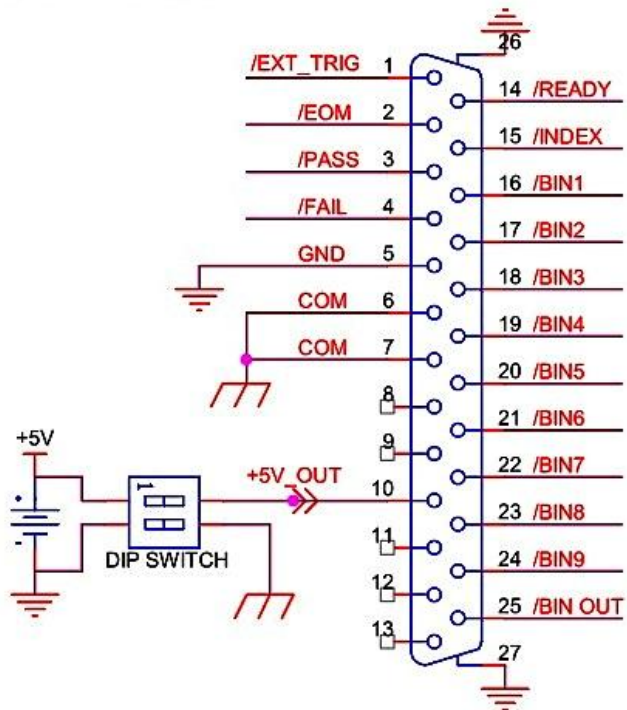 26
/EXT_TRIG 1
14 /READY
/EOM 2
15 /INDEX
/PASS 3
16 /BIN1
/FAIL 4
17 /BIN2
GND 5
18 /BIN3
COM 6
19 /BIN4
COM 7
20 /BIN5
8
21 /BIN6
9
22 /BIN7
+5V
+5V_OUT 10
1
23 /BIN8
11
24 /BIN9
DIP SWITCH
12
25 /BIN OUT
13
27